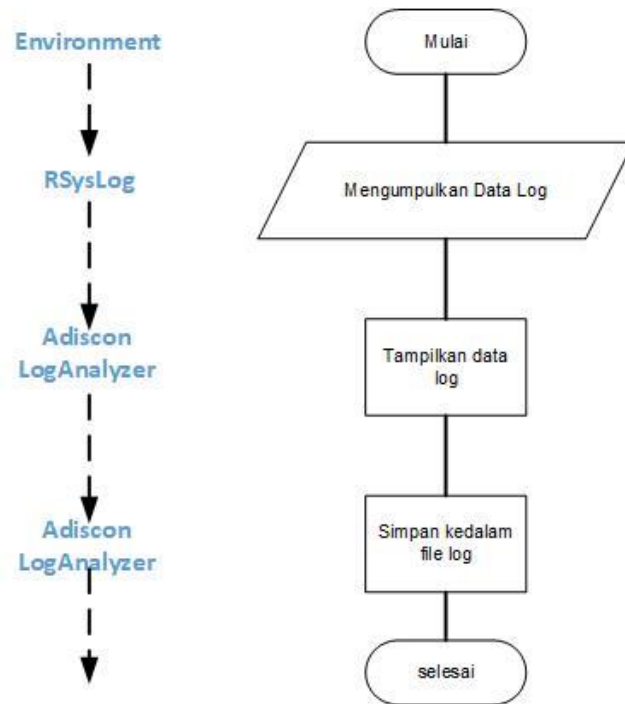 Environment
Mulai
RSysLog
Mengumpulkan Data Log
Adiscon
LogAnalyzer
Tampilkan data
log
Adiscon
LogAnalyzer
Simpan kedalam
file log
selesai